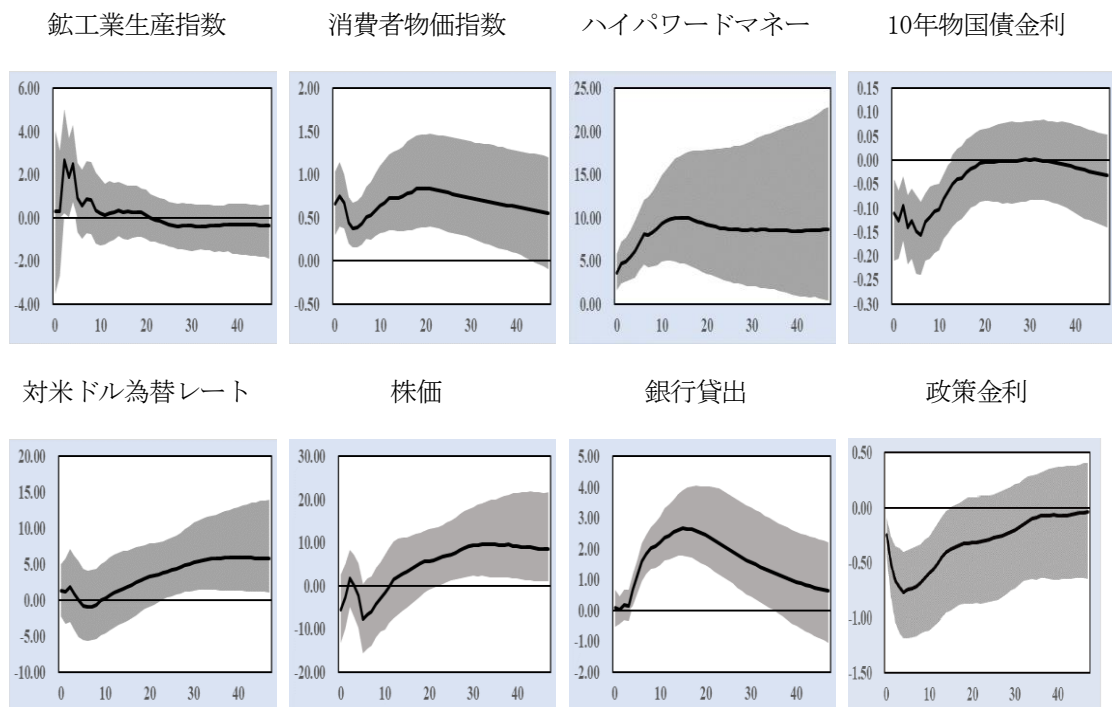 鉱工業生産指数 消費者物価指数 ハイパワードマネー 10年物国債金利
6.00 2.00 25.00 0.15
4.00 1.50 20.00 0.10
2.00 1.00 15.00 0.05
0.00 0.50 10.00 0.00
-2.00 0.00 5.00 -0.05
-4.00 -0.50 0.00 -0.10
-0.15
-0.20
-0.25
-0.30
0 10 20 30 40 0 10 20 30 40 0 10 20 30 40 0 10 20 30 40
対米ドル為替レート 株価 銀行貸出 政策金利
20.00 30.00 5.00 0.50
15.00 20.00 4.00 0.00
10.00 10.00 3.00 -0.50
5.00 0.00 2.00 -1.00
0.00 -10.00 1.00 -1.50
-5.00 -20.00 0.00
-10.00 -1.00
-2.00
0 10 20 30 40 0 10 20 30 40 0 10 20 30 40 0 10 20 30 40